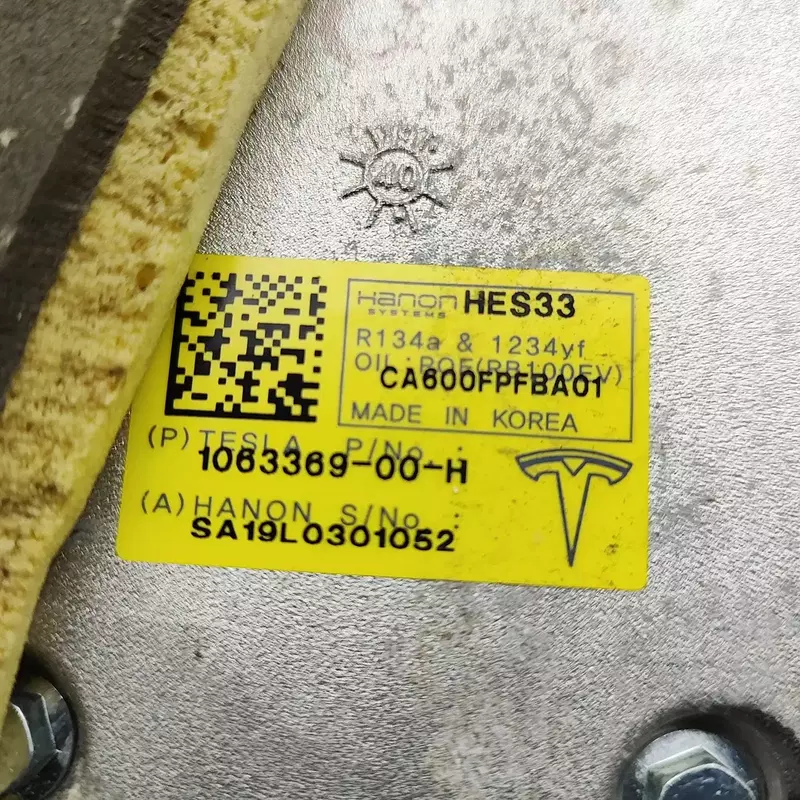 40
Hanon SYSTEMS HES33
R134a & 1234yf
OIL : POE(RB100EV)
CA600FPFBA01
MADE IN KOREA
(P) TESLA P/No. :
1063369-00-H
(A) HANON S/No. :
SA19L0301052